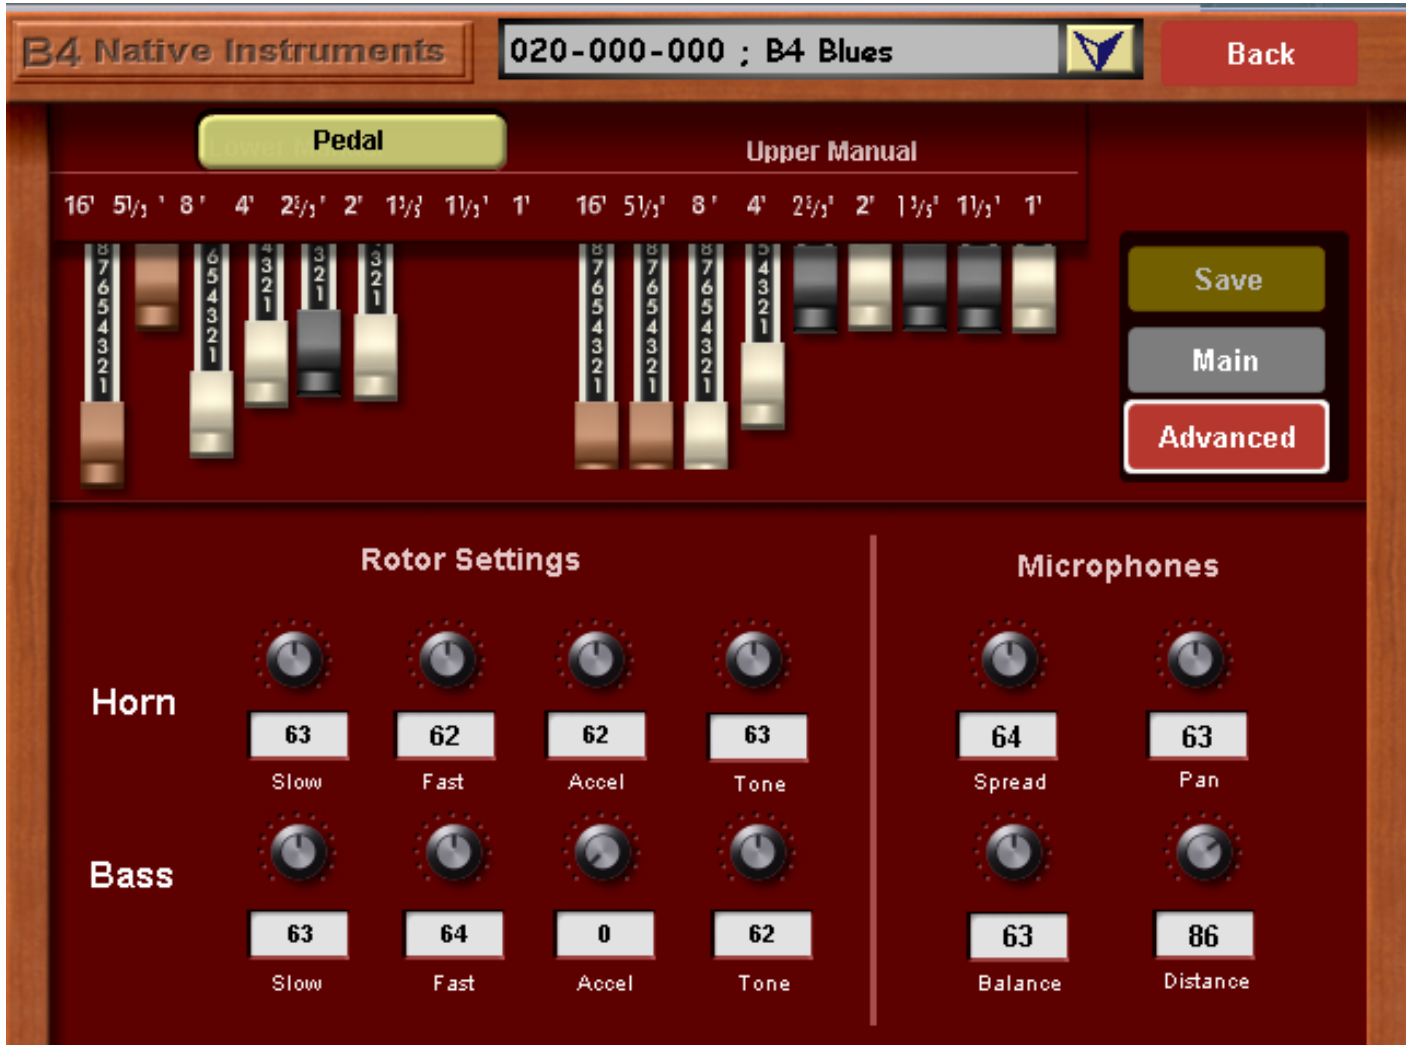 B4 Native Instruments
020-000-000 ; B4 Blues
Back
Pedal
Upper Manual
16' 5⅓' 8' 4' 2⅔' 2' 1⅗' 1⅓' 1'
16' 5⅓' 8' 4' 2⅔' 2' 1⅗' 1⅓' 1'
Save
Main
Advanced
Rotor Settings
Microphones
Horn
63 62 62 63
Slow Fast Accel Tone
64 63
Spread Pan
Bass
63 64 0 62
Slow Fast Accel Tone
63 86
Balance Distance